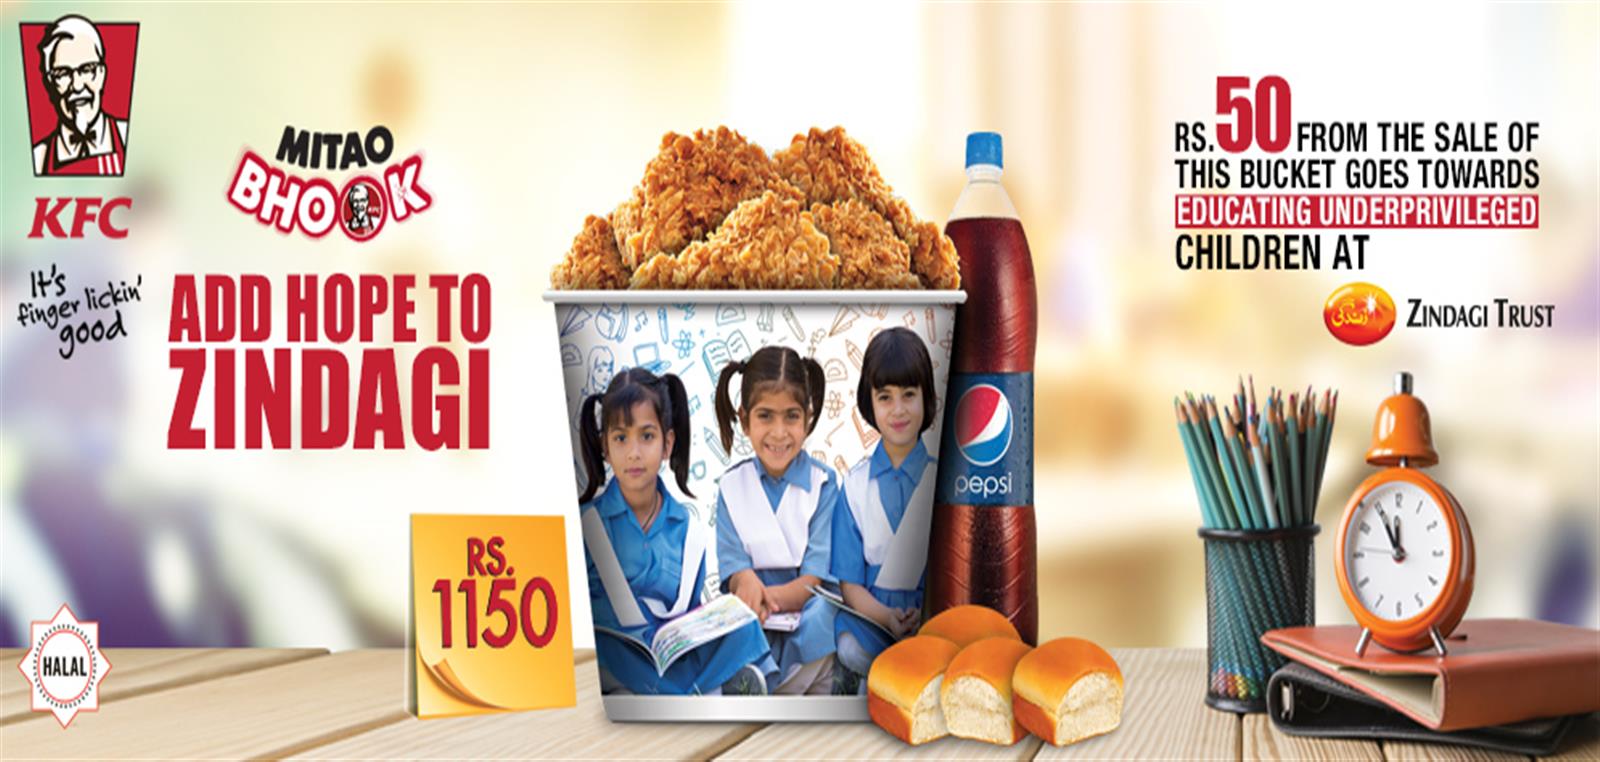 KFC
It's
finger lickin'
good
MITAO
BHOOK
ADD HOPE TO
ZINDAGI
RS.
1150
HALAL
pepsi
RS. 50 FROM THE SALE OF
THIS BUCKET GOES TOWARDS
EDUCATING UNDERPRIVILEGED
CHILDREN AT
زندگی
ZINDAGI TRUST